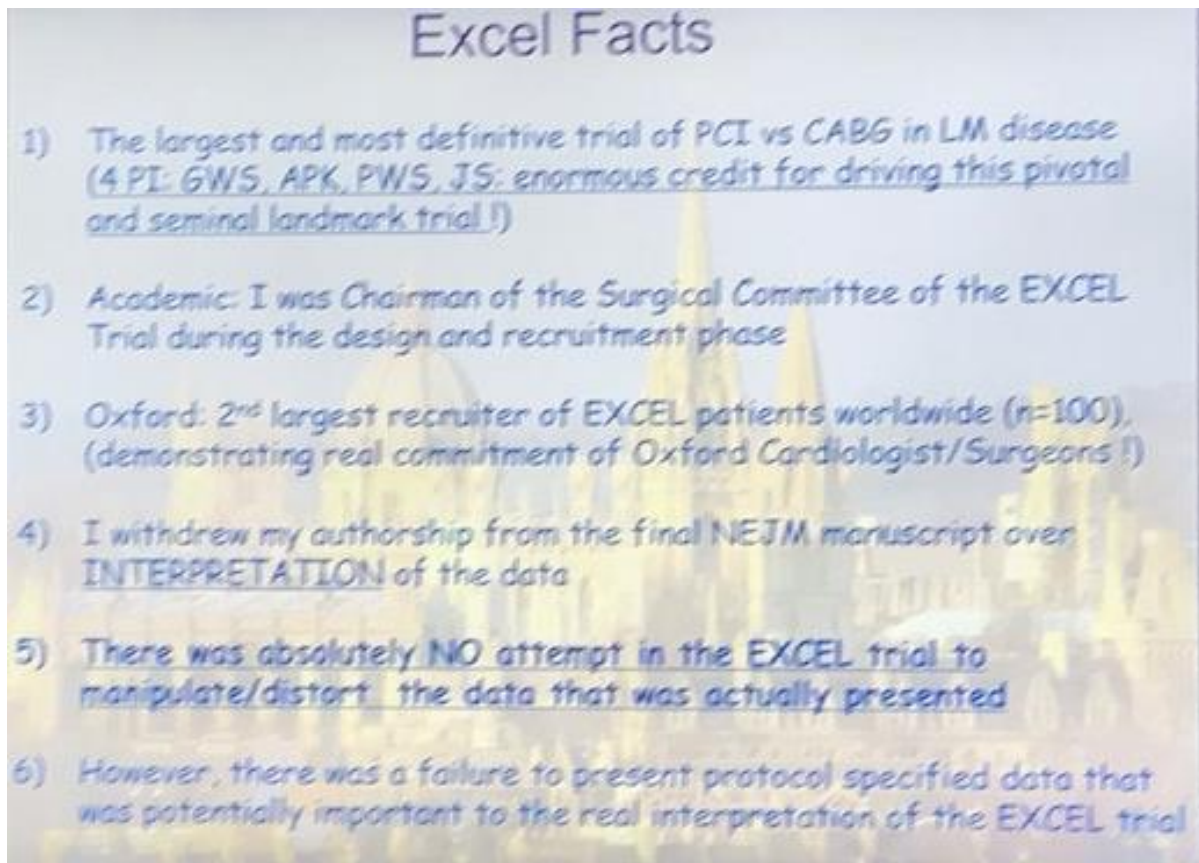 Excel Facts
1) The largest and most definitive trial of PCI vs CABG in LM disease
(4 PI: GWS, APK, PWS, JS: enormous credit for driving this pivotal
and seminal landmark trial !)
2) Academic: I was Chairman of the Surgical Committee of the EXCEL
Trial during the design and recruitment phase
3) Oxford: 2nd largest recruiter of EXCEL patients worldwide (n=100),
(demonstrating real commitment of Oxford Cardiologist/Surgeons !)
4) I withdrew my authorship from the final NEJM manuscript over
INTERPRETATION of the data
5) There was absolutely NO attempt in the EXCEL trial to
manipulate/distort the data that was actually presented
6) However, there was a failure to present protocol specified data that
was potentially important to the real interpretation of the EXCEL trial